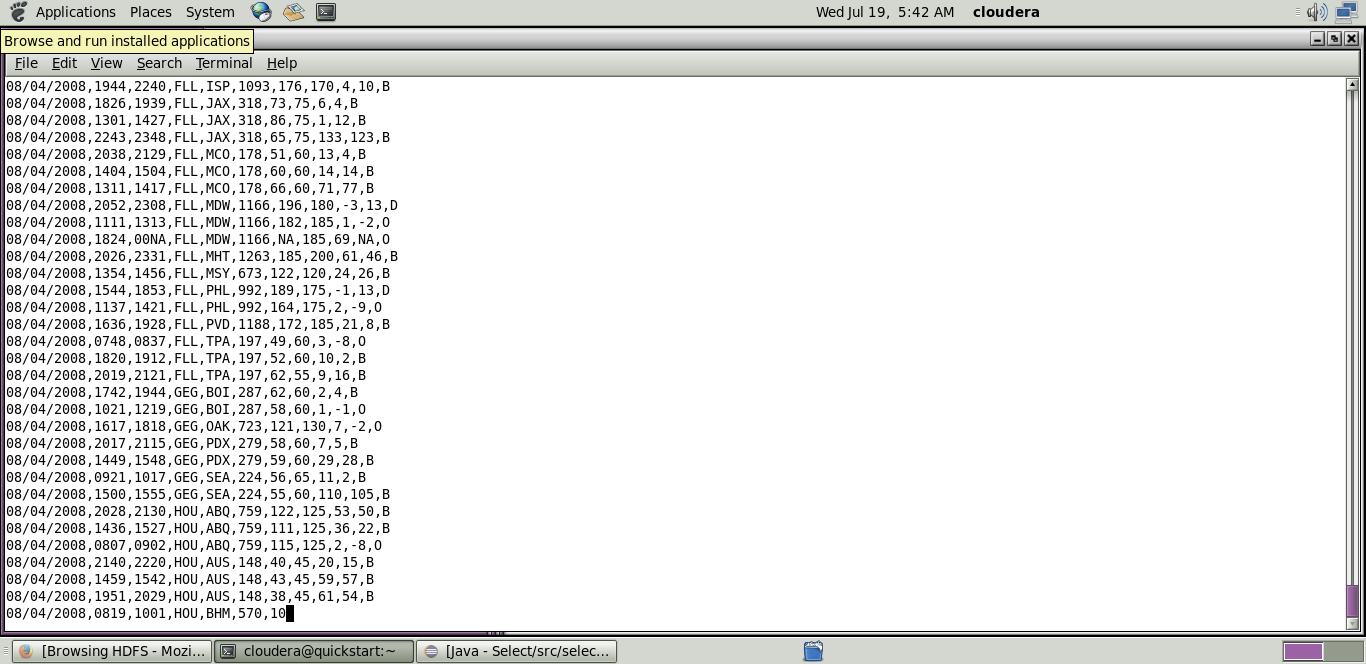 Applications Places System Wed Jul 19, 5:42 AM cloudera
Browse and run installed applications
File Edit View Search Terminal Help
08/04/2008,1944,2240,FLL,ISP,1093,176,170,4,10,B
08/04/2008,1826,1939,FLL,JAX,318,73,75,6,4,B
08/04/2008,1301,1427,FLL,JAX,318,86,75,1,12,B
08/04/2008,2243,2348,FLL,JAX,318,65,75,133,123,B
08/04/2008,2038,2129,FLL,MCO,178,51,60,13,4,B
08/04/2008,1404,1504,FLL,MCO,178,60,60,14,14,B
08/04/2008,1311,1417,FLL,MCO,178,66,60,71,77,B
08/04/2008,2052,2308,FLL,MDW,1166,196,180,-3,13,D
08/04/2008,1111,1313,FLL,MDW,1166,182,185,1,-2,O
08/04/2008,1824,00NA,FLL,MDW,1166,NA,185,69,NA,O
08/04/2008,2026,2331,FLL,MHT,1263,185,200,61,46,B
08/04/2008,1354,1456,FLL,MSY,673,122,120,24,26,B
08/04/2008,1544,1853,FLL,PHL,992,189,175,-1,13,D
08/04/2008,1137,1421,FLL,PHL,992,164,175,2,-9,O
08/04/2008,1636,1928,FLL,PVD,1188,172,185,21,8,B
08/04/2008,0748,0837,FLL,TPA,197,49,60,3,-8,O
08/04/2008,1820,1912,FLL,TPA,197,52,60,10,2,B
08/04/2008,2019,2121,FLL,TPA,197,62,55,9,16,B
08/04/2008,1742,1944,GEG,BOI,287,62,60,2,4,B
08/04/2008,1021,1219,GEG,BOI,287,58,60,1,-1,O
08/04/2008,1617,1818,GEG,OAK,723,121,130,7,-2,O
08/04/2008,2017,2115,GEG,PDX,279,58,60,7,5,B
08/04/2008,1449,1548,GEG,PDX,279,59,60,29,28,B
08/04/2008,0921,1017,GEG,SEA,224,56,65,11,2,B
08/04/2008,1500,1555,GEG,SEA,224,55,60,110,105,B
08/04/2008,2028,2130,HOU,ABQ,759,122,125,53,50,B
08/04/2008,1436,1527,HOU,ABQ,759,111,125,36,22,B
08/04/2008,0807,0902,HOU,ABQ,759,115,125,2,-8,O
08/04/2008,2140,2220,HOU,AUS,148,40,45,20,15,B
08/04/2008,1459,1542,HOU,AUS,148,43,45,59,57,B
08/04/2008,1951,2029,HOU,AUS,148,38,45,61,54,B
08/04/2008,0819,1001,HOU,BHM,570,10
[Browsing HDFS - Mozi... cloudera@quickstart:~ [Java - Select/src/selec...